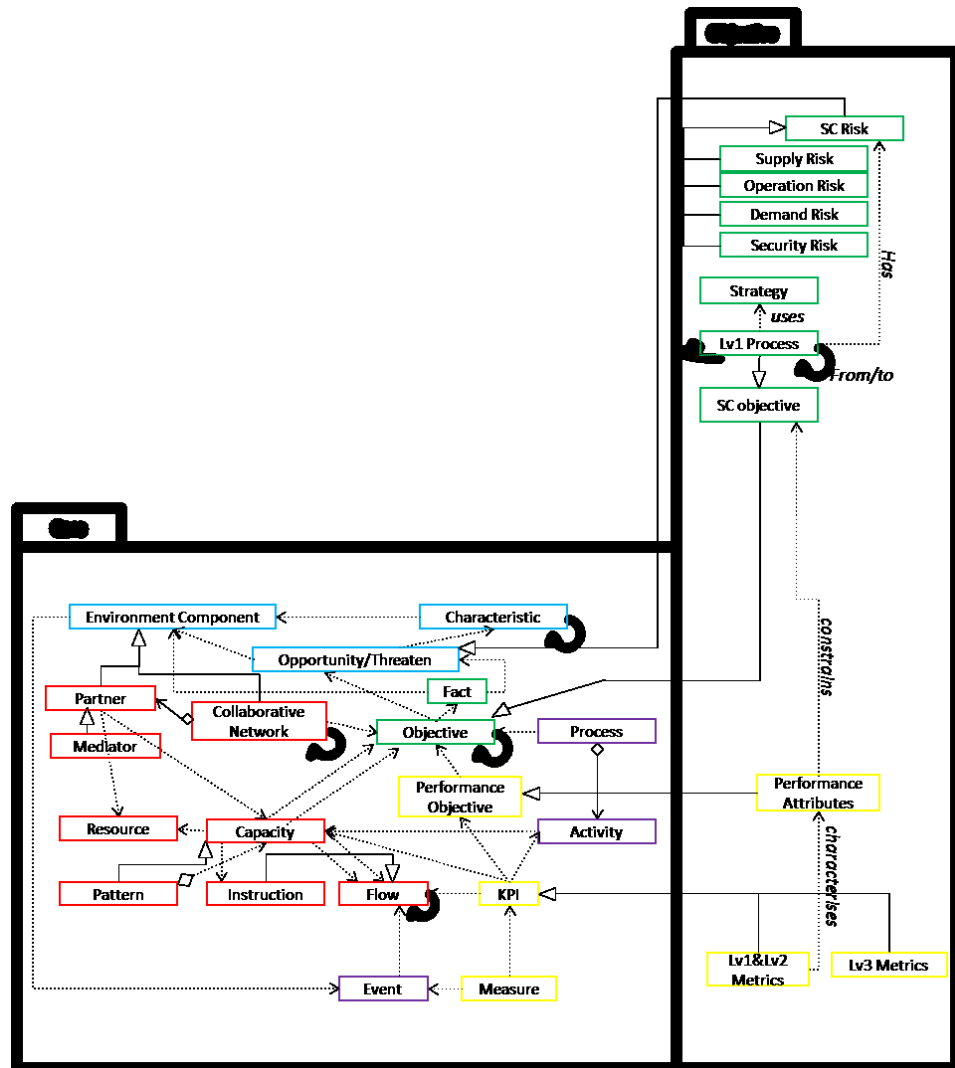 SC Risk
Supply Risk
Operation Risk
Demand Risk
Security Risk
Has
Strategy
uses
Lv1 Process
From/to
SC objective
constrains
Environment Component
Characteristic
Opportunity/Threaten
Fact
Partner
Collaborative
Network
Mediator
Objective
Process
Performance
Objective
Performance
Attributes
Resource
Capacity
Activity
characterises
Pattern
Instruction
Flow
KPI
Lv1&Lv2
Metrics
Lv3 Metrics
Event
Measure